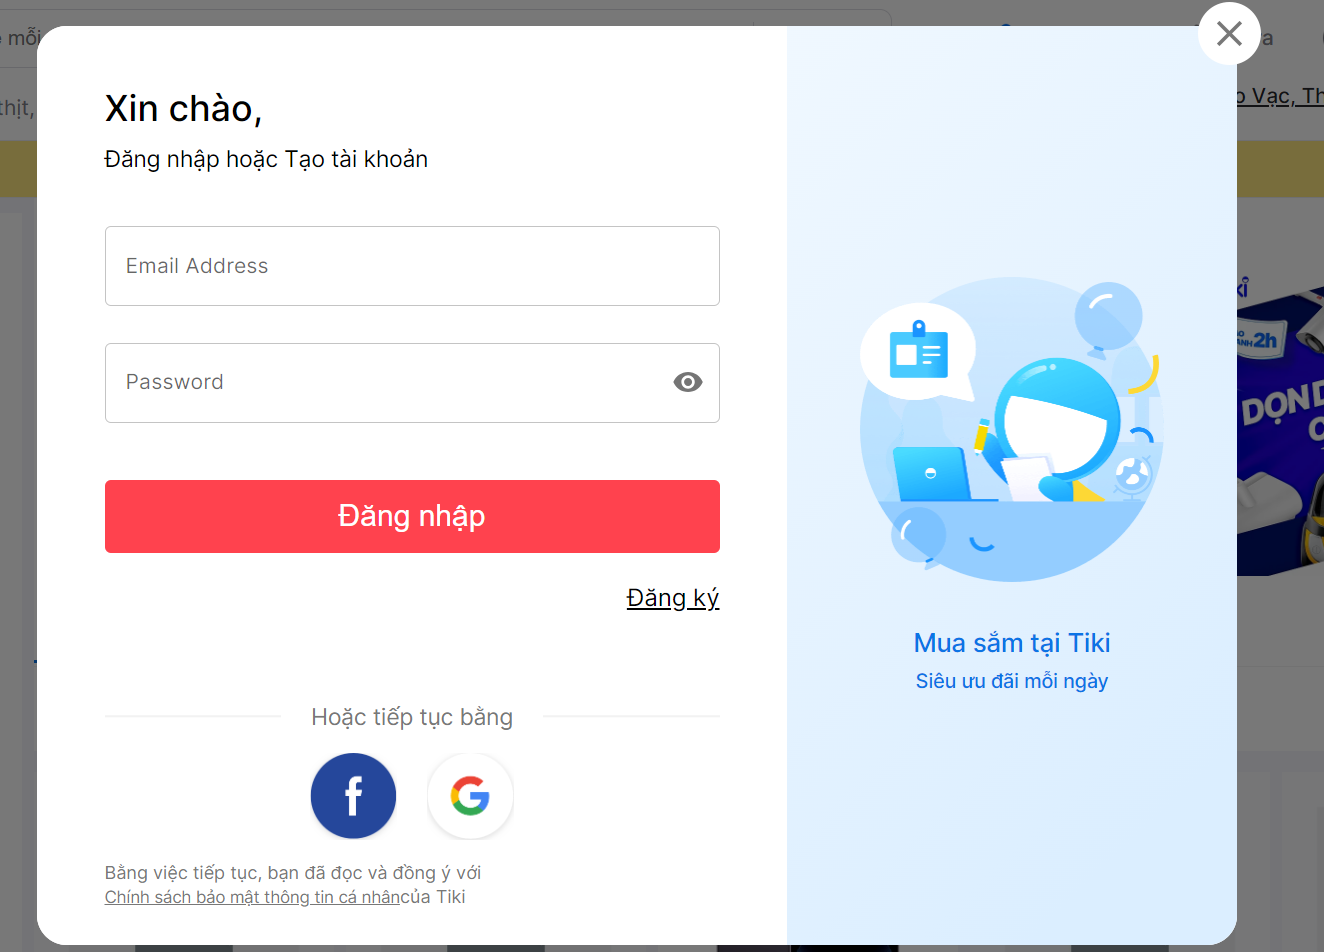 mỗi
thịt,
Xin chào,
Đăng nhập hoặc Tạo tài khoản
Email Address
Password
Đăng nhập
Đăng ký
Hoặc tiếp tục bằng
Bằng việc tiếp tục, bạn đã đọc và đồng ý với
Chính sách bảo mật thông tin cá nhâncủa Tiki
Mua sắm tại Tiki
Siêu ưu đãi mỗi ngày
Vạc, Th
2h